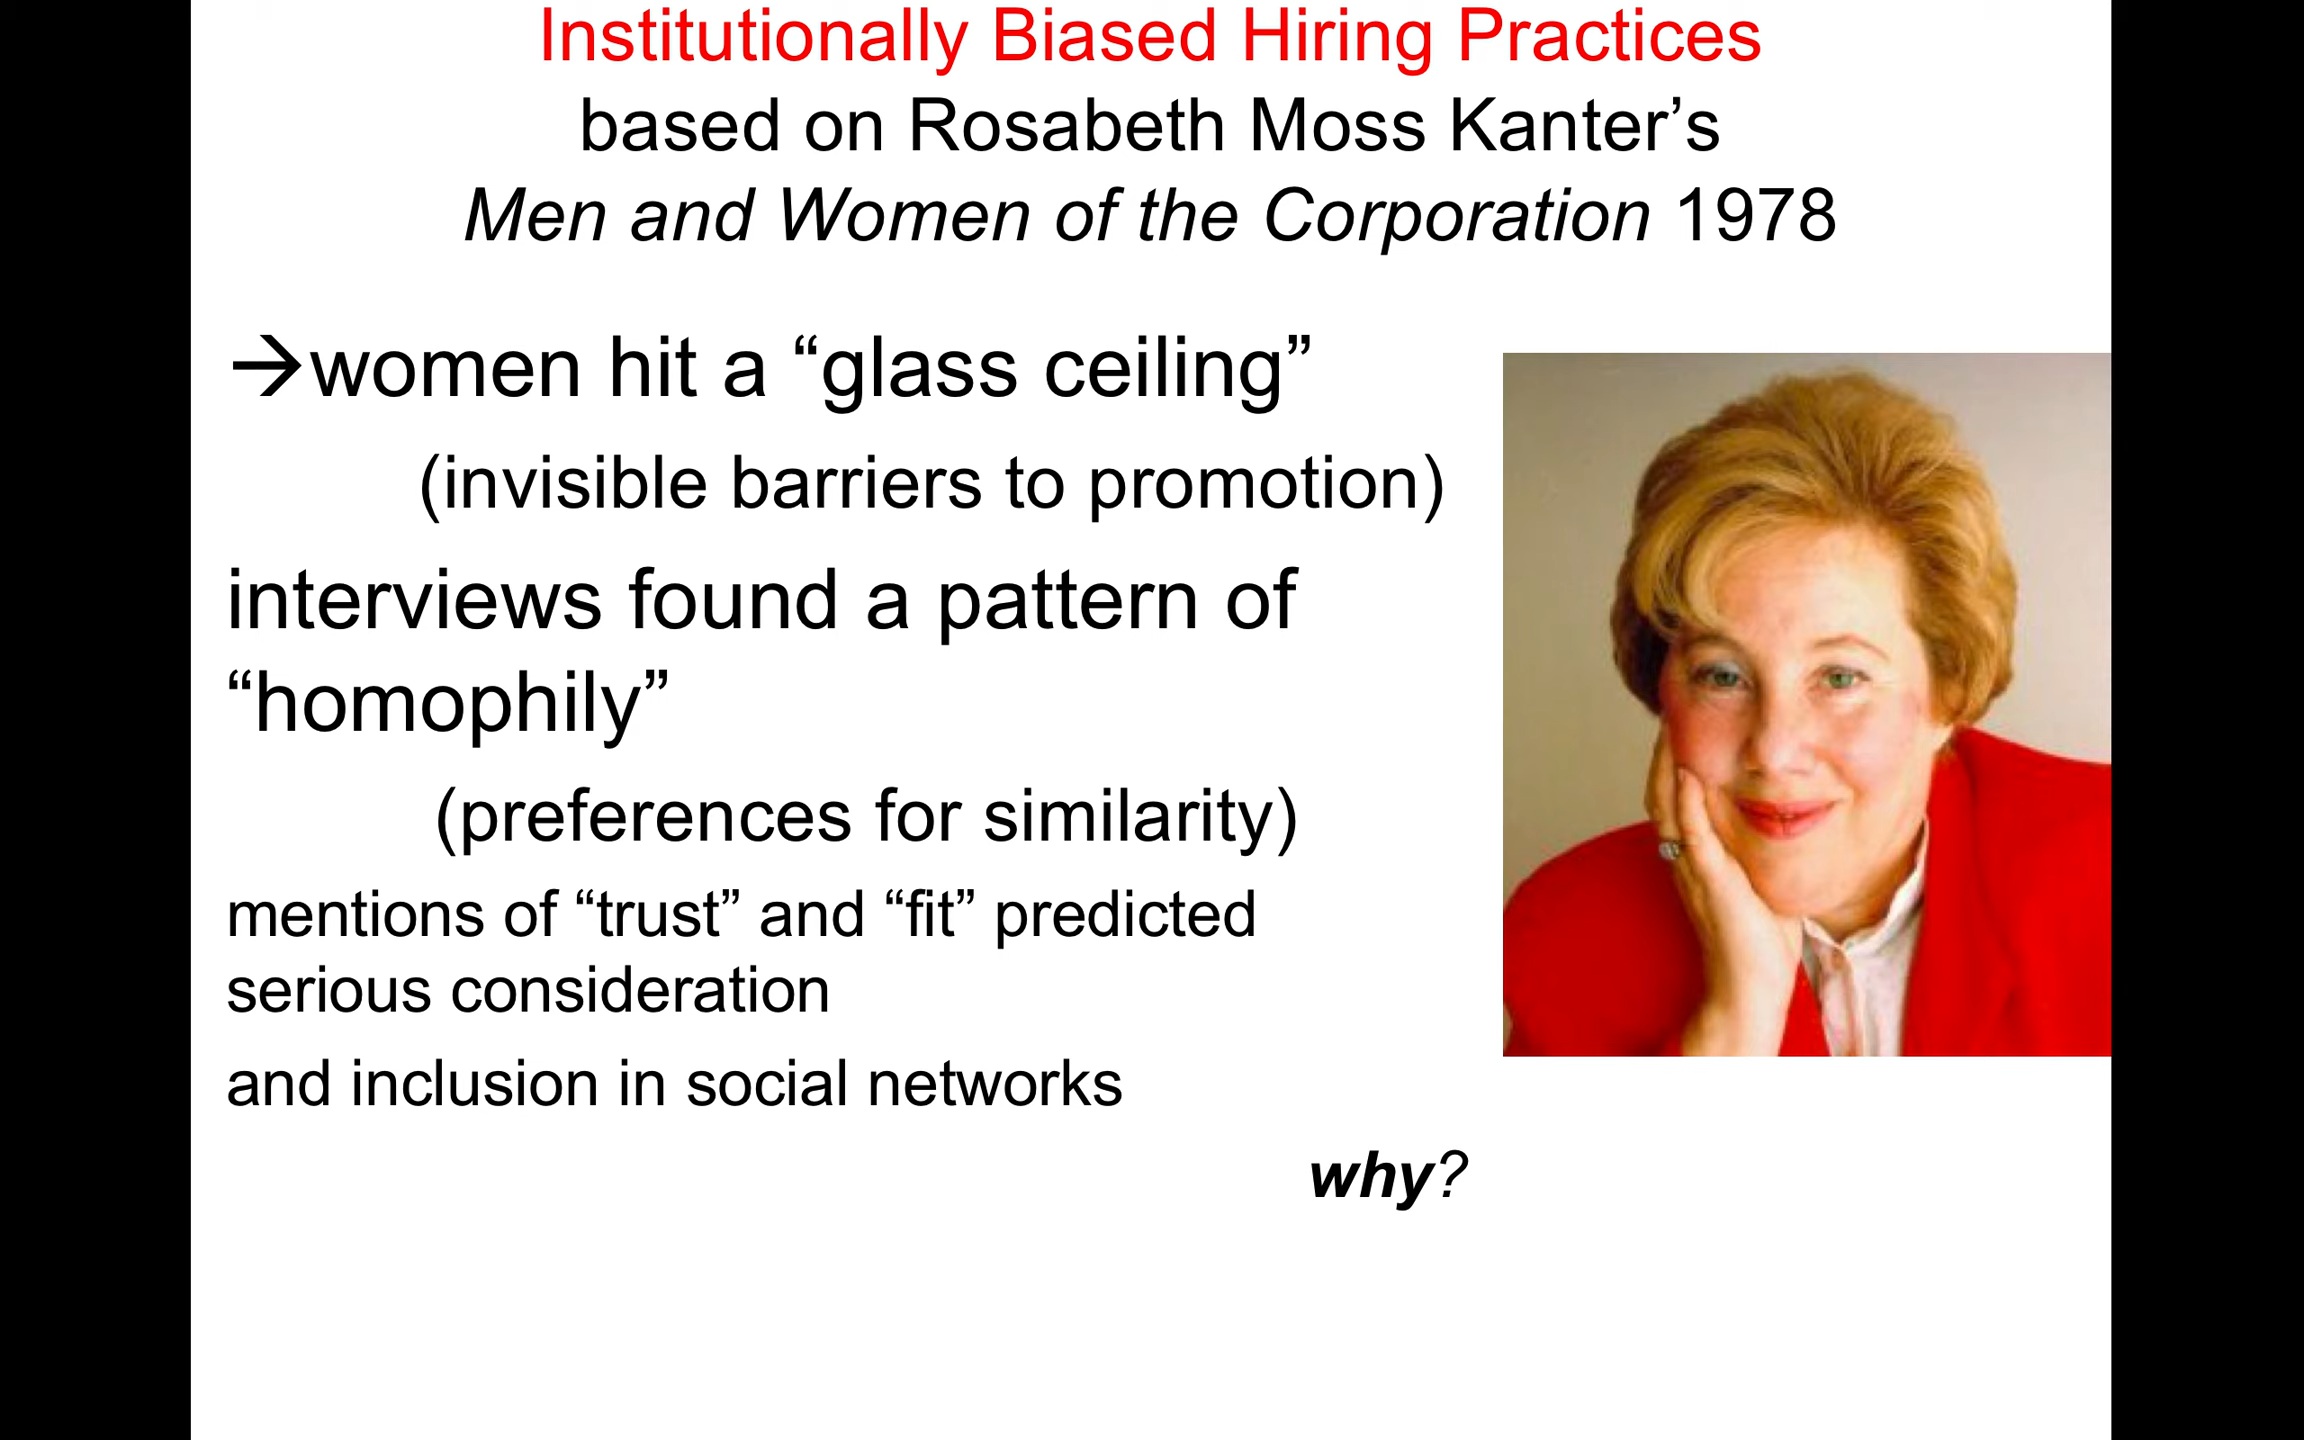 Institutionally Biased Hiring Practices
based on Rosabeth Moss Kanter’s
Men and Women of the Corporation 1978
→women hit a “glass ceiling”
(invisible barriers to promotion)
interviews found a pattern of
“homophily”
(preferences for similarity)
mentions of “trust” and “fit” predicted
serious consideration
and inclusion in social networks
why?